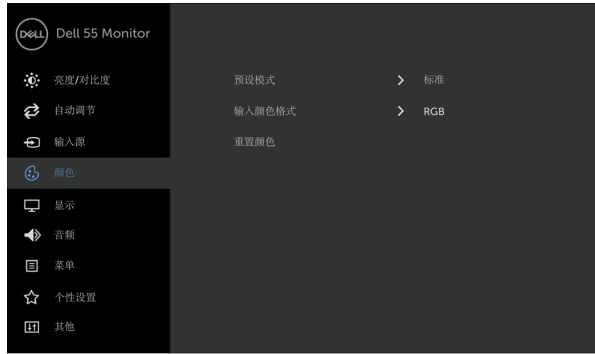 DELL Dell 55 Monitor
亮度/对比度
自动调节
输入源
颜色
显示
音频
菜单
个性设置
其他
预设模式 标准
输入颜色格式 RGB
重置颜色